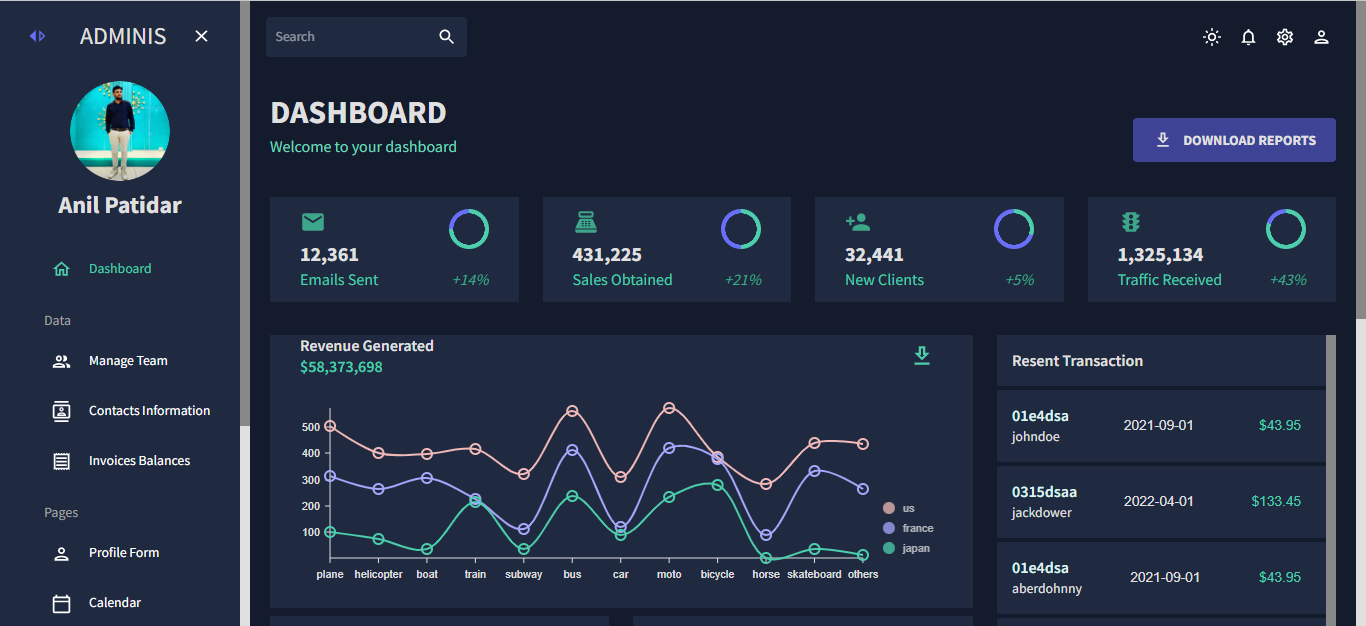 ADMINIS
Search
Anil Patidar
Dashboard
Data
Manage Team
Contacts Information
Invoices Balances
Pages
Profile Form
Calendar
DASHBOARD
Welcome to your dashboard
DOWNLOAD REPORTS
12,361
Emails Sent +14%
431,225
Sales Obtained +21%
32,441
New Clients +5%
1,325,134
Traffic Received +43%
Revenue Generated
$58,373,698
500
400
300
200
100
plane helicopter boat train subway bus car moto bicycle horse skateboard others
us
france
japan
Resent Transaction
01e4dsa
johndoe
2021-09-01
$43.95
0315dsaa
jackdower
2022-04-01
$133.45
01e4dsa
aberdohnny
2021-09-01
$43.95